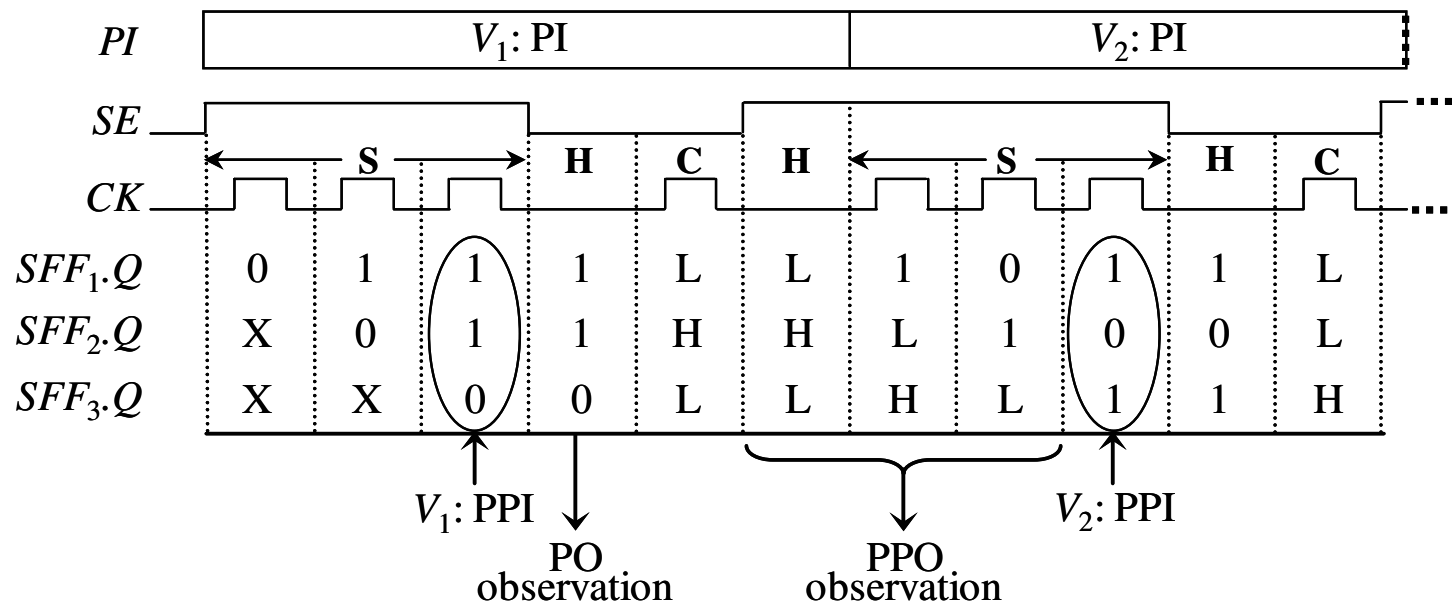 PI V₁: PI V₂: PI
SE
S H C H S H C
CK
SFF₁.Q 0 1 1 1 L L 1 0 1 1 L
SFF₂.Q X 0 1 1 H H L 1 0 0 L
SFF₃.Q X X 0 0 L L H L 1 1 H
V₁: PPI V₂: PPI
PO PPO
observation observation